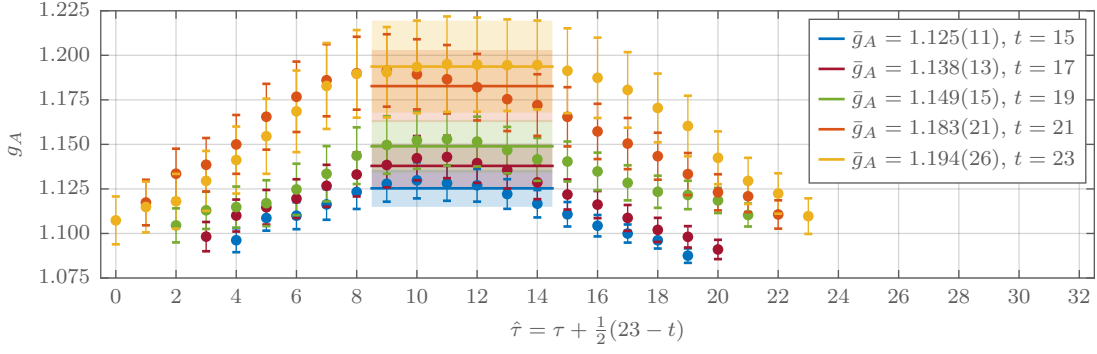 1.225
1.200
1.175
1.150
1.125
1.100
1.075
g_A
0 2 4 6 8 10 12 14 16 18 20 22 24 26 28 30 32
τ̂ = τ + ½(23 − t)
ḡ_A = 1.125(11), t = 15
ḡ_A = 1.138(13), t = 17
ḡ_A = 1.149(15), t = 19
ḡ_A = 1.183(21), t = 21
ḡ_A = 1.194(26), t = 23